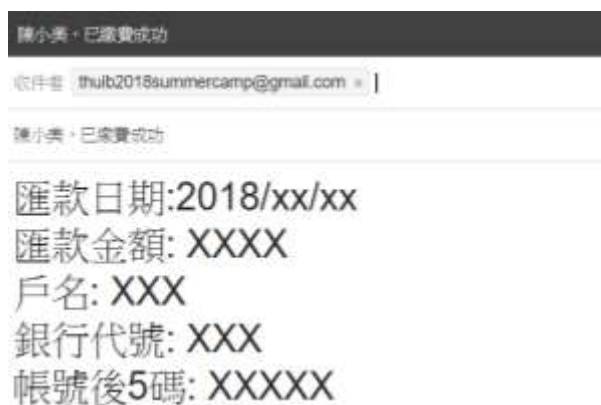 陳小美，已繳費成功
收件者 thuib2018summercamp@gmail.com ×
陳小美，已繳費成功
匯款日期:2018/xx/xx
匯款金額: XXXX
戶名: XXX
銀行代號: XXX
帳號後5碼: XXXXX